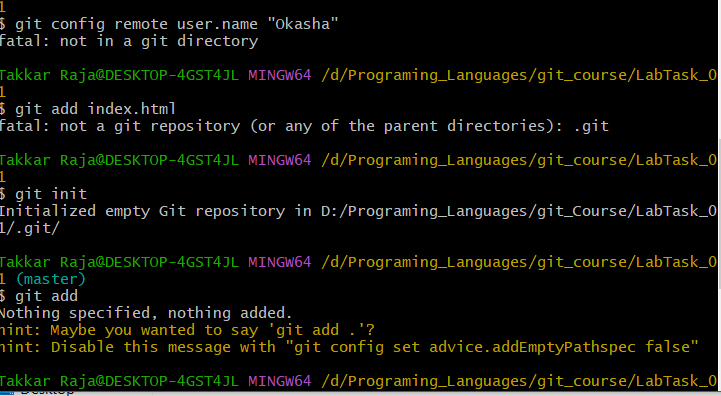 1
$ git config remote user.name "Okasha"
fatal: not in a git directory
Takkar Raja@DESKTOP-4GST4JL MINGW64 /d/Programing_Languages/git_course/LabTask_0
1
$ git add index.html
fatal: not a git repository (or any of the parent directories): .git
Takkar Raja@DESKTOP-4GST4JL MINGW64 /d/Programing_Languages/git_course/LabTask_0
1
$ git init
Initialized empty Git repository in D:/Programing_Languages/git_Course/LabTask_0
1/.git/
Takkar Raja@DESKTOP-4GST4JL MINGW64 /d/Programing_Languages/git_course/LabTask_0
1 (master)
$ git add
Nothing specified, nothing added.
hint: Maybe you wanted to say 'git add .'?
hint: Disable this message with "git config set advice.addEmptyPathspec false"
Takkar Raja@DESKTOP-4GST4JL MINGW64 /d/Programing_Languages/git_course/LabTask_0
Desktop